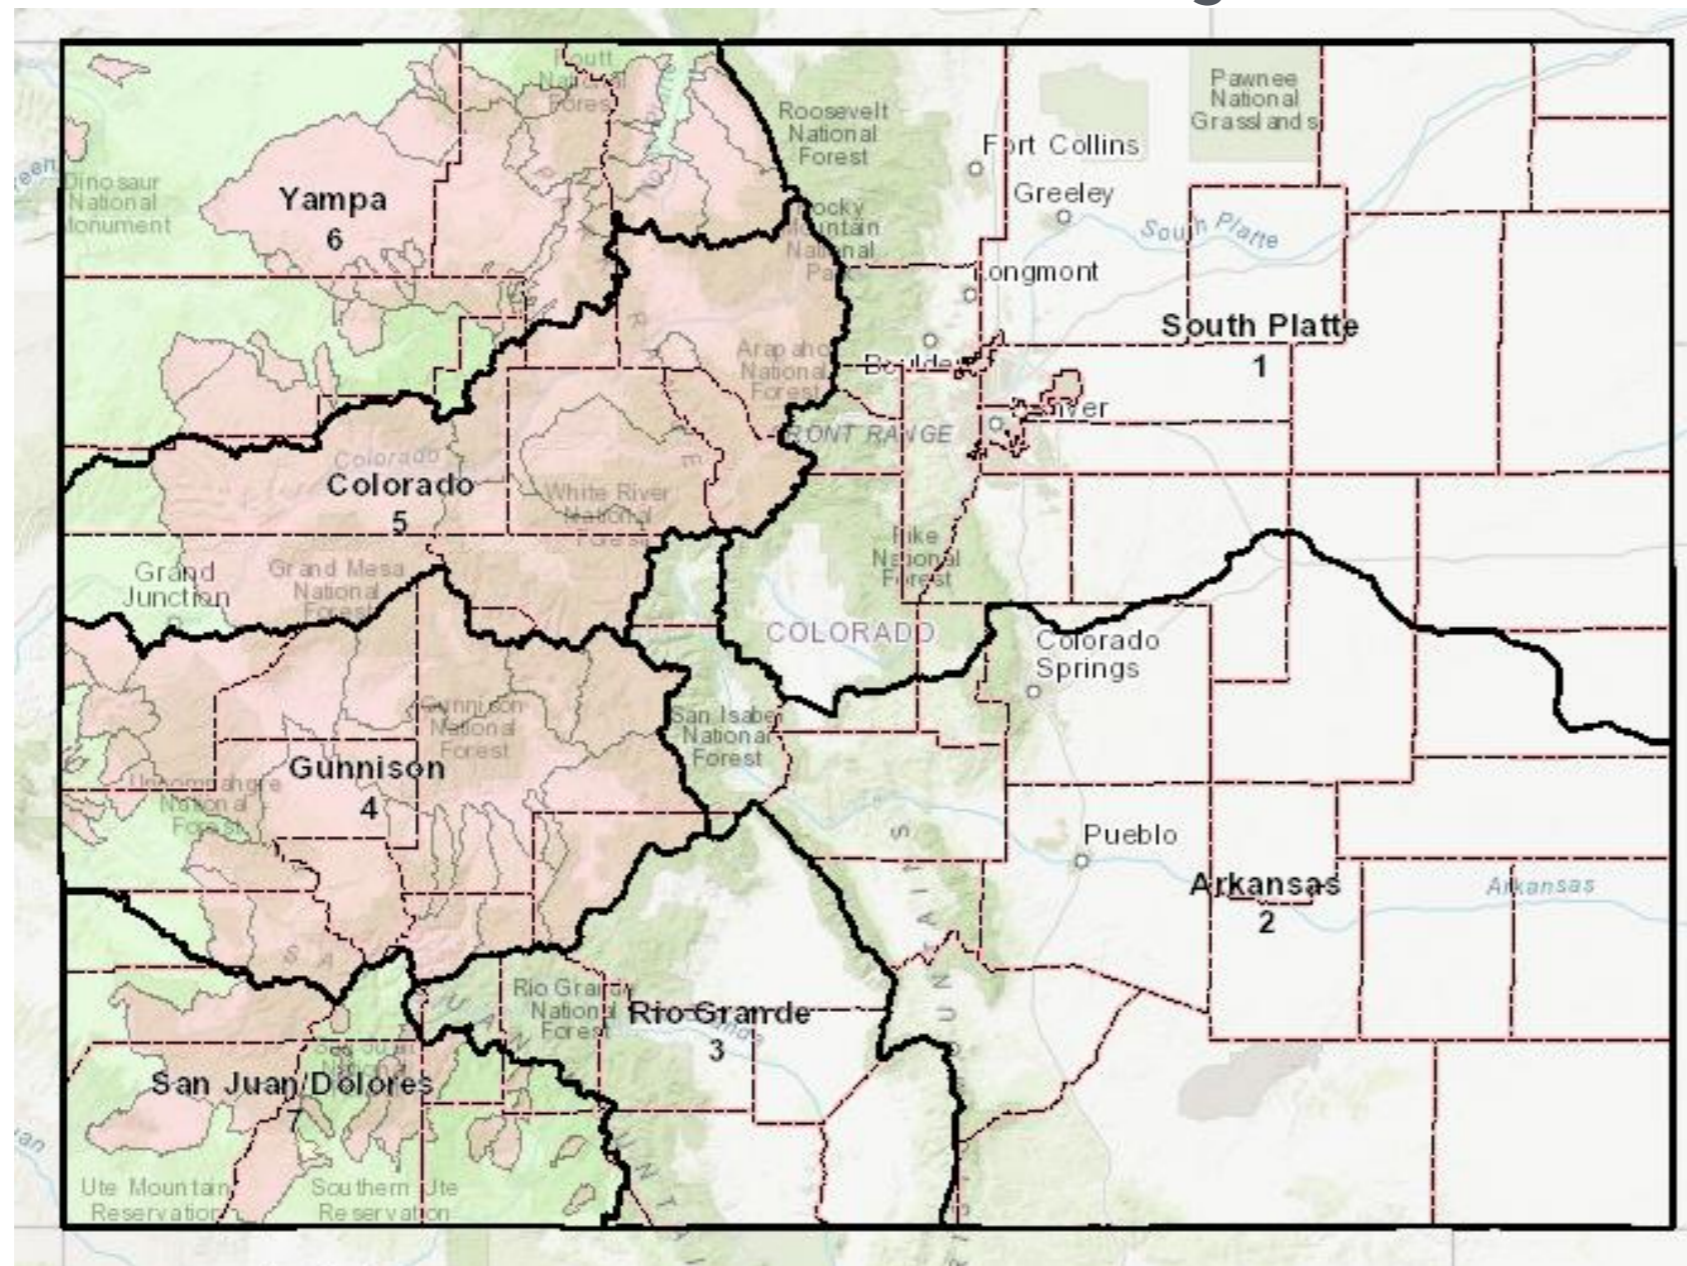 Routt
National
Forest
Roosevelt
National
Forest
Pawnee
National
Grasslands
Fort Collins
Greeley
South Platte
Dinosaur
National
Monument
Yampa
6
Rocky
Mountain
National
Park
Longmont
South Platte
1
Arapaho
National
Forest
Boulder
Denver
FRONT RANGE
Colorado
Colorado
5
White River
National
Forest
Grand
Junction
Grand Mesa
National
Forest
Pike
National
Forest
COLORADO
Colorado
Springs
Gunnison
National
Forest
San Isabel
National
Forest
Gunnison
4
Uncompahgre
National
Forest
Pueblo
Arkansas
2
Arkansas
Rio Grande
National
Forest
Rio Grande
3
San Juan
National
San Juan/Dolores
7
Ute Mountain
Reservation
Southern Ute
Reservation